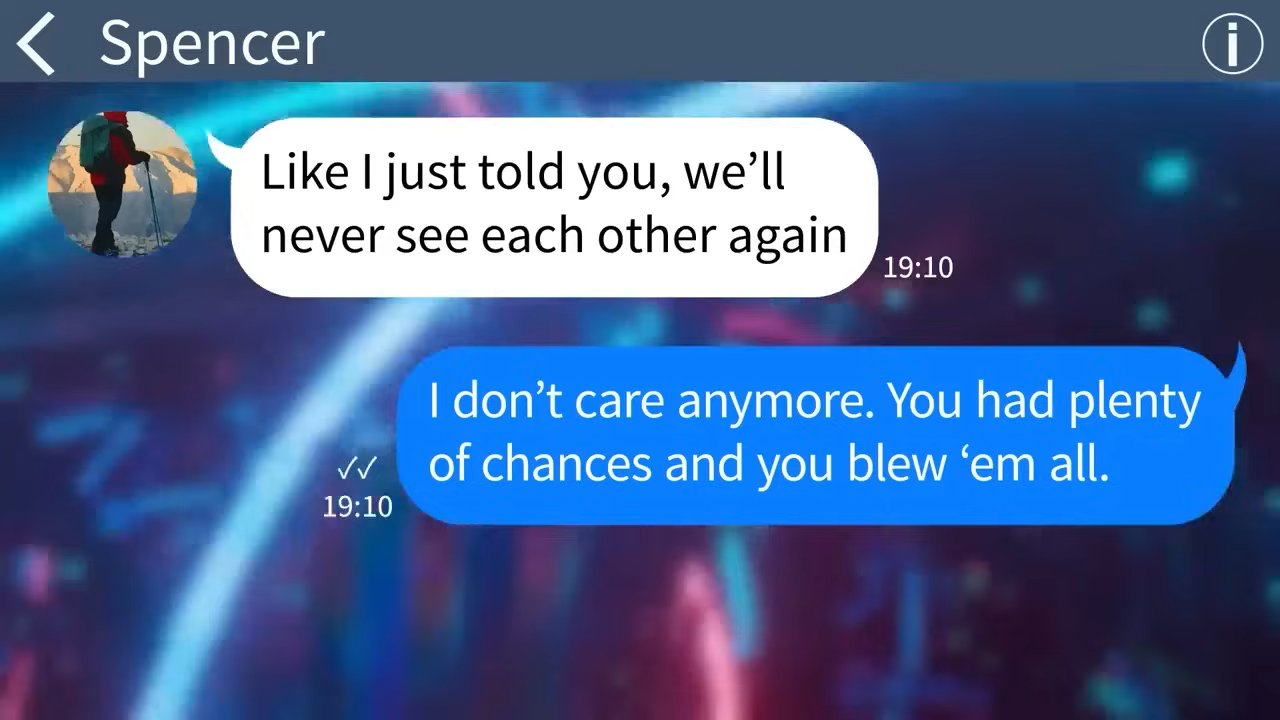 Spencer
Like I just told you, we’ll
never see each other again
19:10
I don’t care anymore. You had plenty
of chances and you blew ‘em all.
19:10